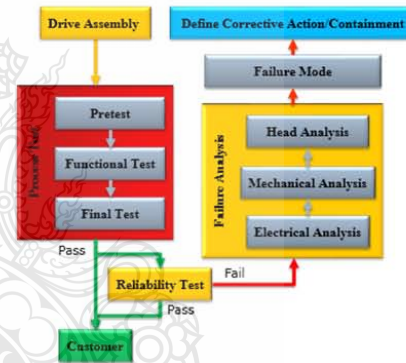 Drive Assembly
Define Corrective Action/Containment
Failure Mode
Process Test
Pretest
Functional Test
Final Test
Failure Analysis
Head Analysis
Mechanical Analysis
Electrical Analysis
Pass
Reliability Test
Fail
Pass
Customer